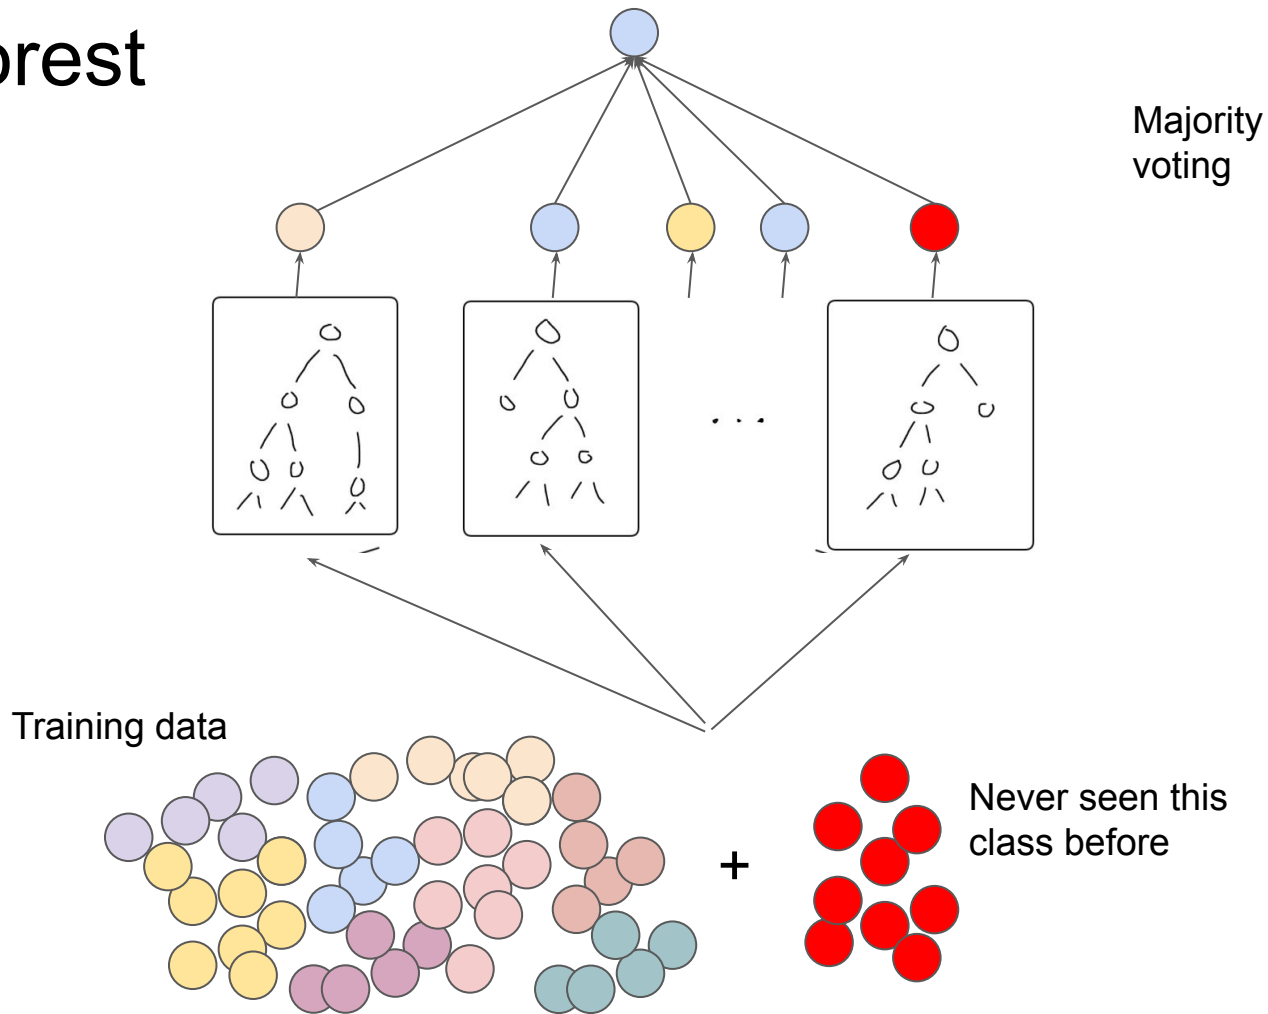 orest
Majority
voting
. . .
Training data
Never seen this
class before
+